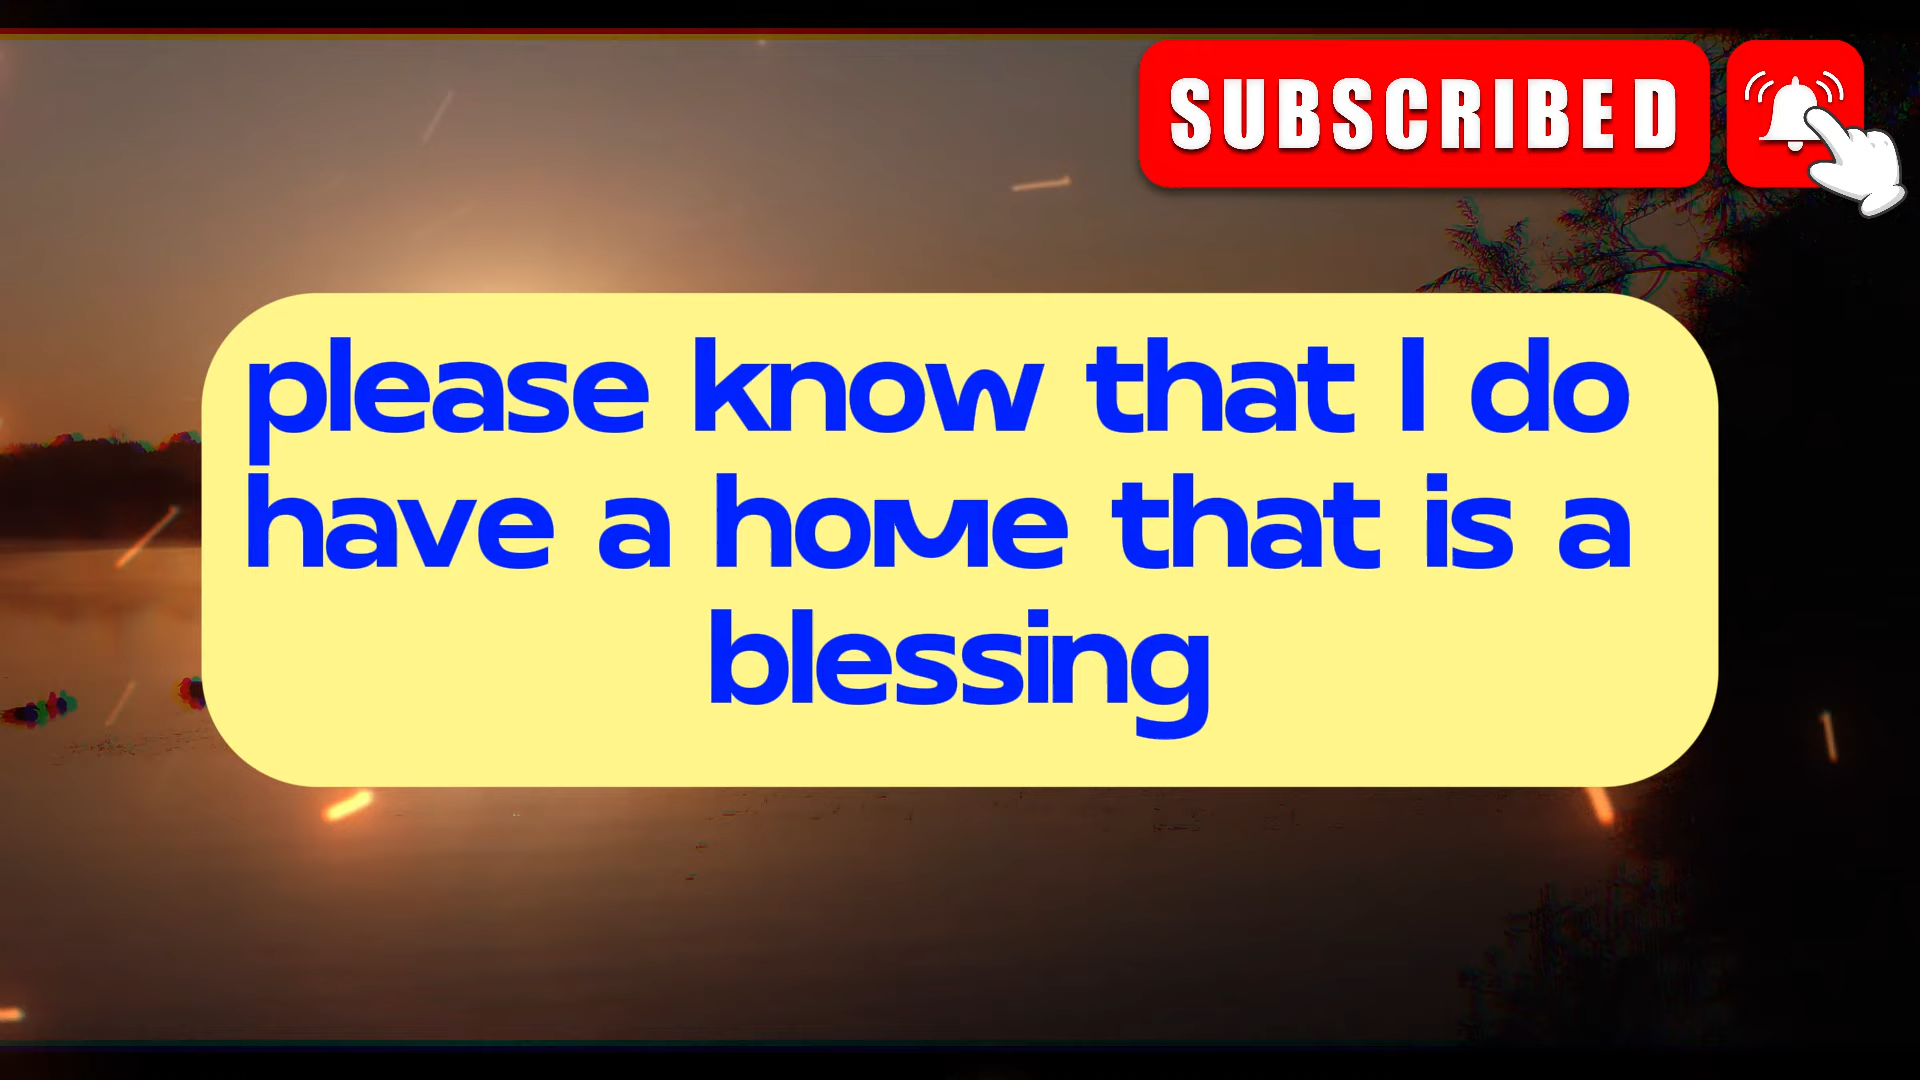 SUBSCRIBED
please know that I do
have a home that is a
blessing